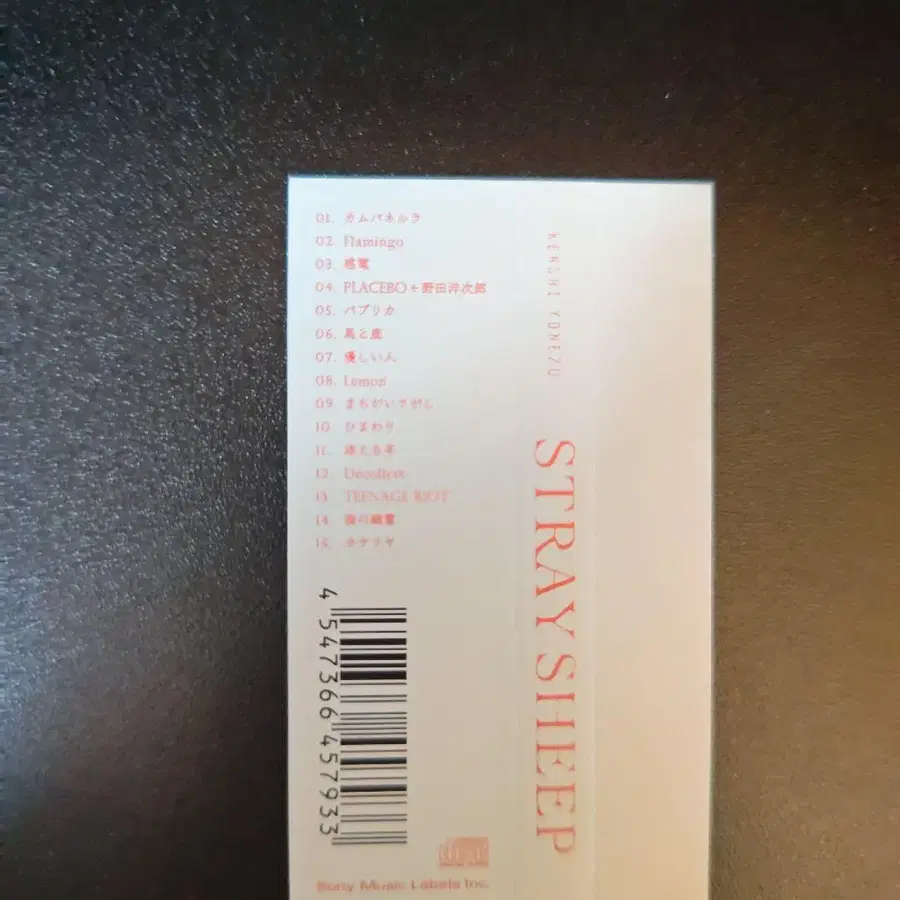 01. カムパネルラ
02. Flamingo
03. 感電
04. PLACEBO + 野田洋次郎
05. パプリカ
06. 馬と鹿
07. 優しい人
08. Lemon
09. まちがいさがし
10. ひまわり
11. 迷える羊
12. Décolleté
13. TEENAGE RIOT
14. 海の幽霊
15. カナリヤ
KENSHI YONEZU
STRAY SHEEP
4 547366 457933
disc
Sony Music Labels Inc.